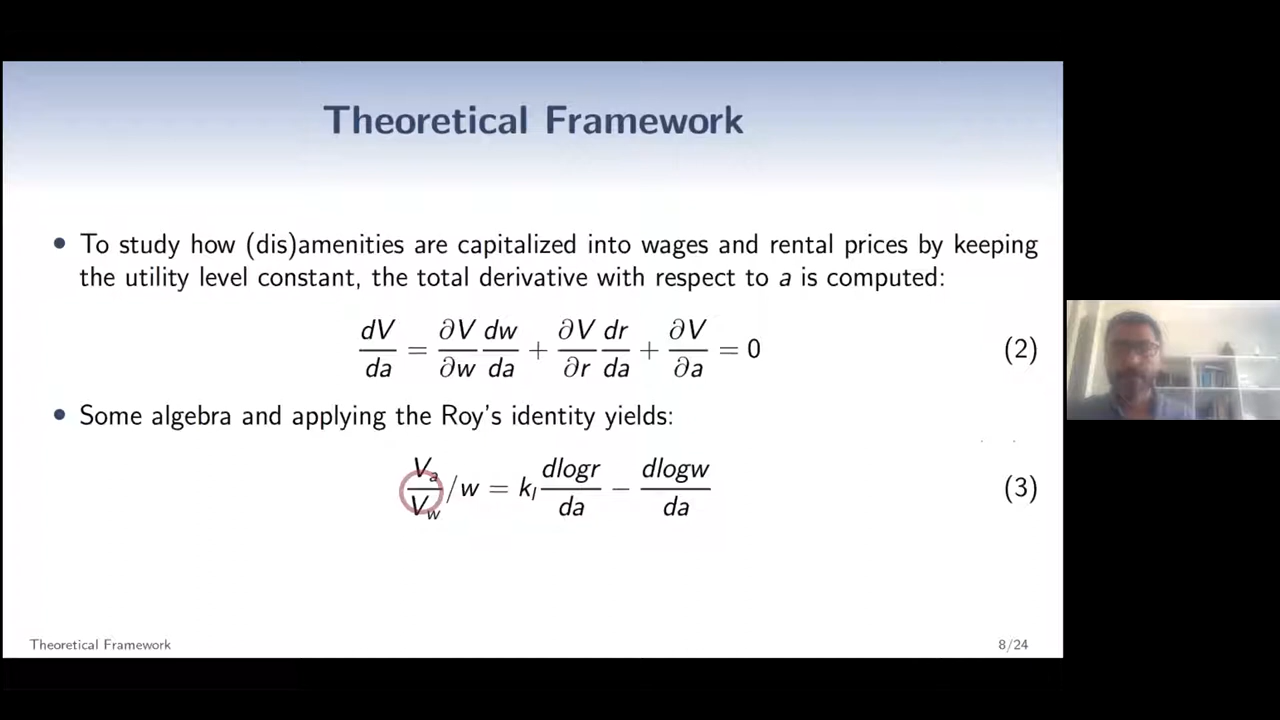 Theoretical Framework
• To study how (dis)amenities are capitalized into wages and rental prices by keeping
the utility level constant, the total derivative with respect to a is computed:
dV/da = ∂V/∂w dw/da + ∂V/∂r dr/da + ∂V/∂a = 0 (2)
• Some algebra and applying the Roy's identity yields:
V_a/V_w /w = k_l dlogr/da − dlogw/da (3)
Theoretical Framework 8/24